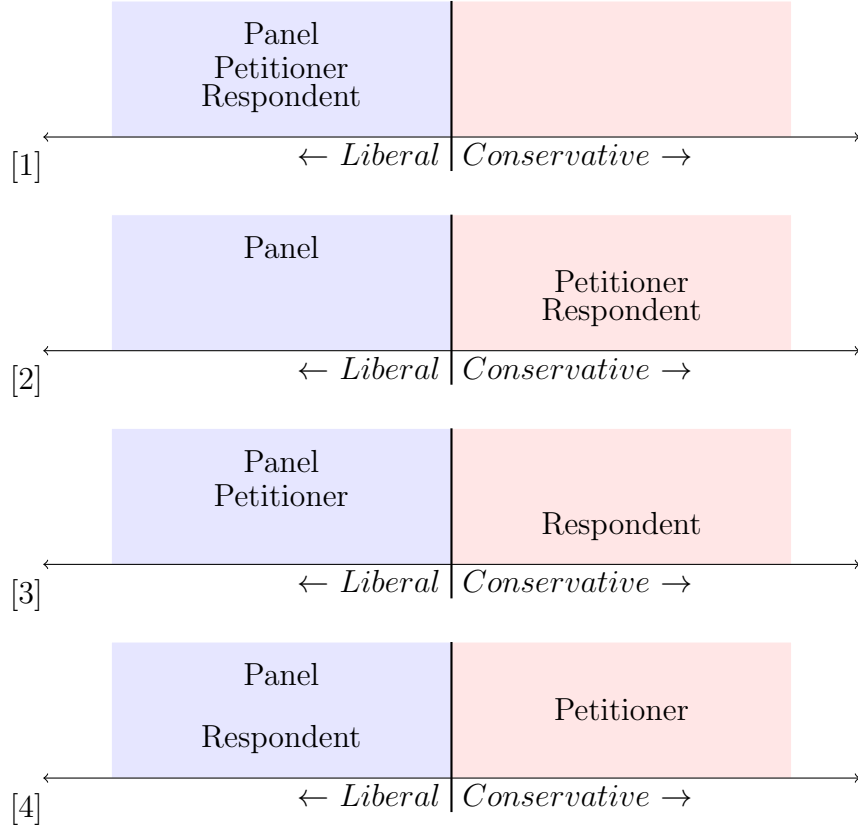 Panel
Petitioner
Respondent
← Liberal Conservative →
[1]
Panel
Petitioner
Respondent
← Liberal Conservative →
[2]
Panel
Petitioner
Respondent
← Liberal Conservative →
[3]
Panel
Petitioner
Respondent
← Liberal Conservative →
[4]